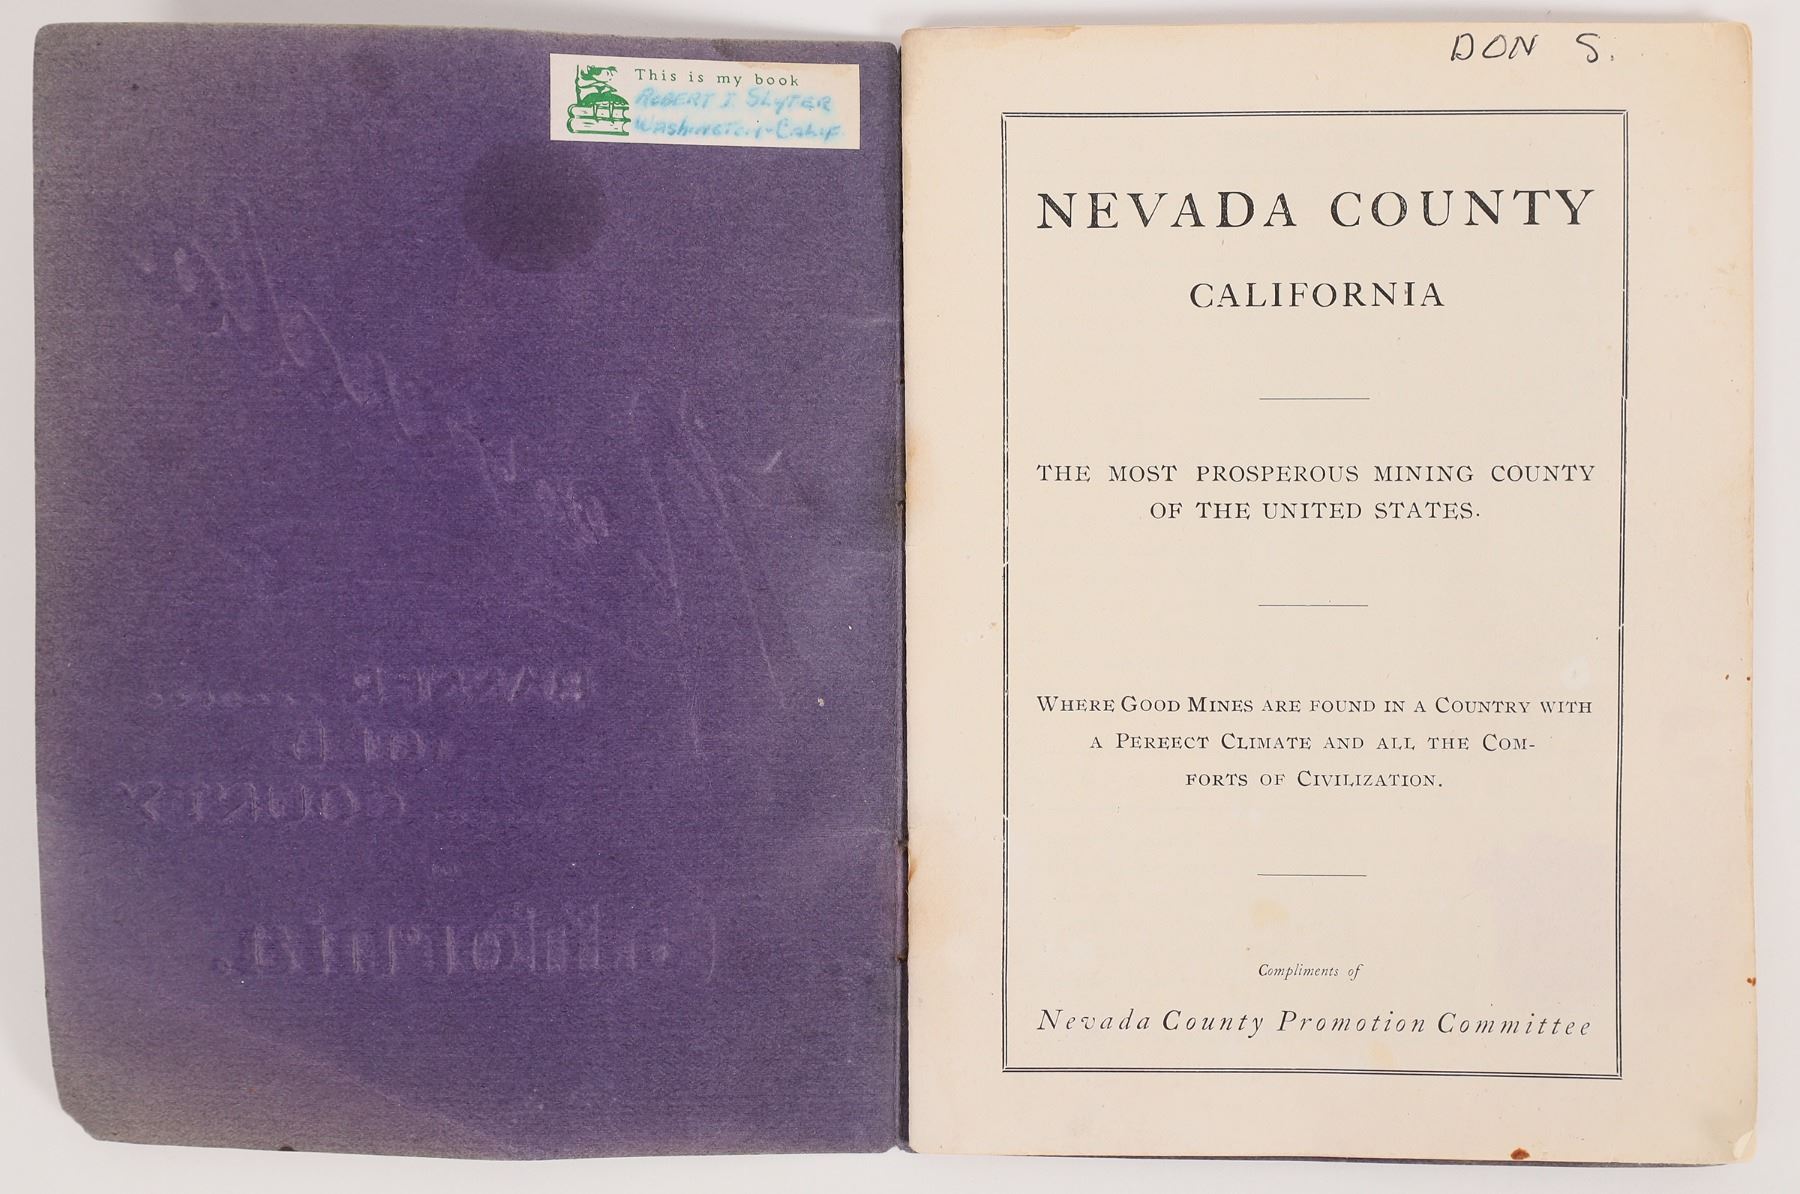 This is my book
ROBERT I. SLYTER
WASHINGTON-CALIF.
DON S.
NEVADA COUNTY
CALIFORNIA
THE MOST PROSPEROUS MINING COUNTY
OF THE UNITED STATES.
WHERE GOOD MINES ARE FOUND IN A COUNTRY WITH
A PEREECT CLIMATE AND ALL THE COM-
FORTS OF CIVILIZATION.
Compliments of
Nevada County Promotion Committee